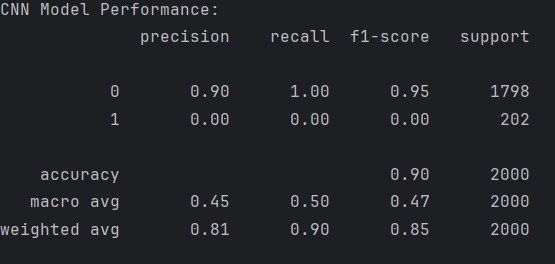 CNN Model Performance:
precision recall f1-score support
0 0.90 1.00 0.95 1798
1 0.00 0.00 0.00 202
accuracy 0.90 2000
macro avg 0.45 0.50 0.47 2000
weighted avg 0.81 0.90 0.85 2000